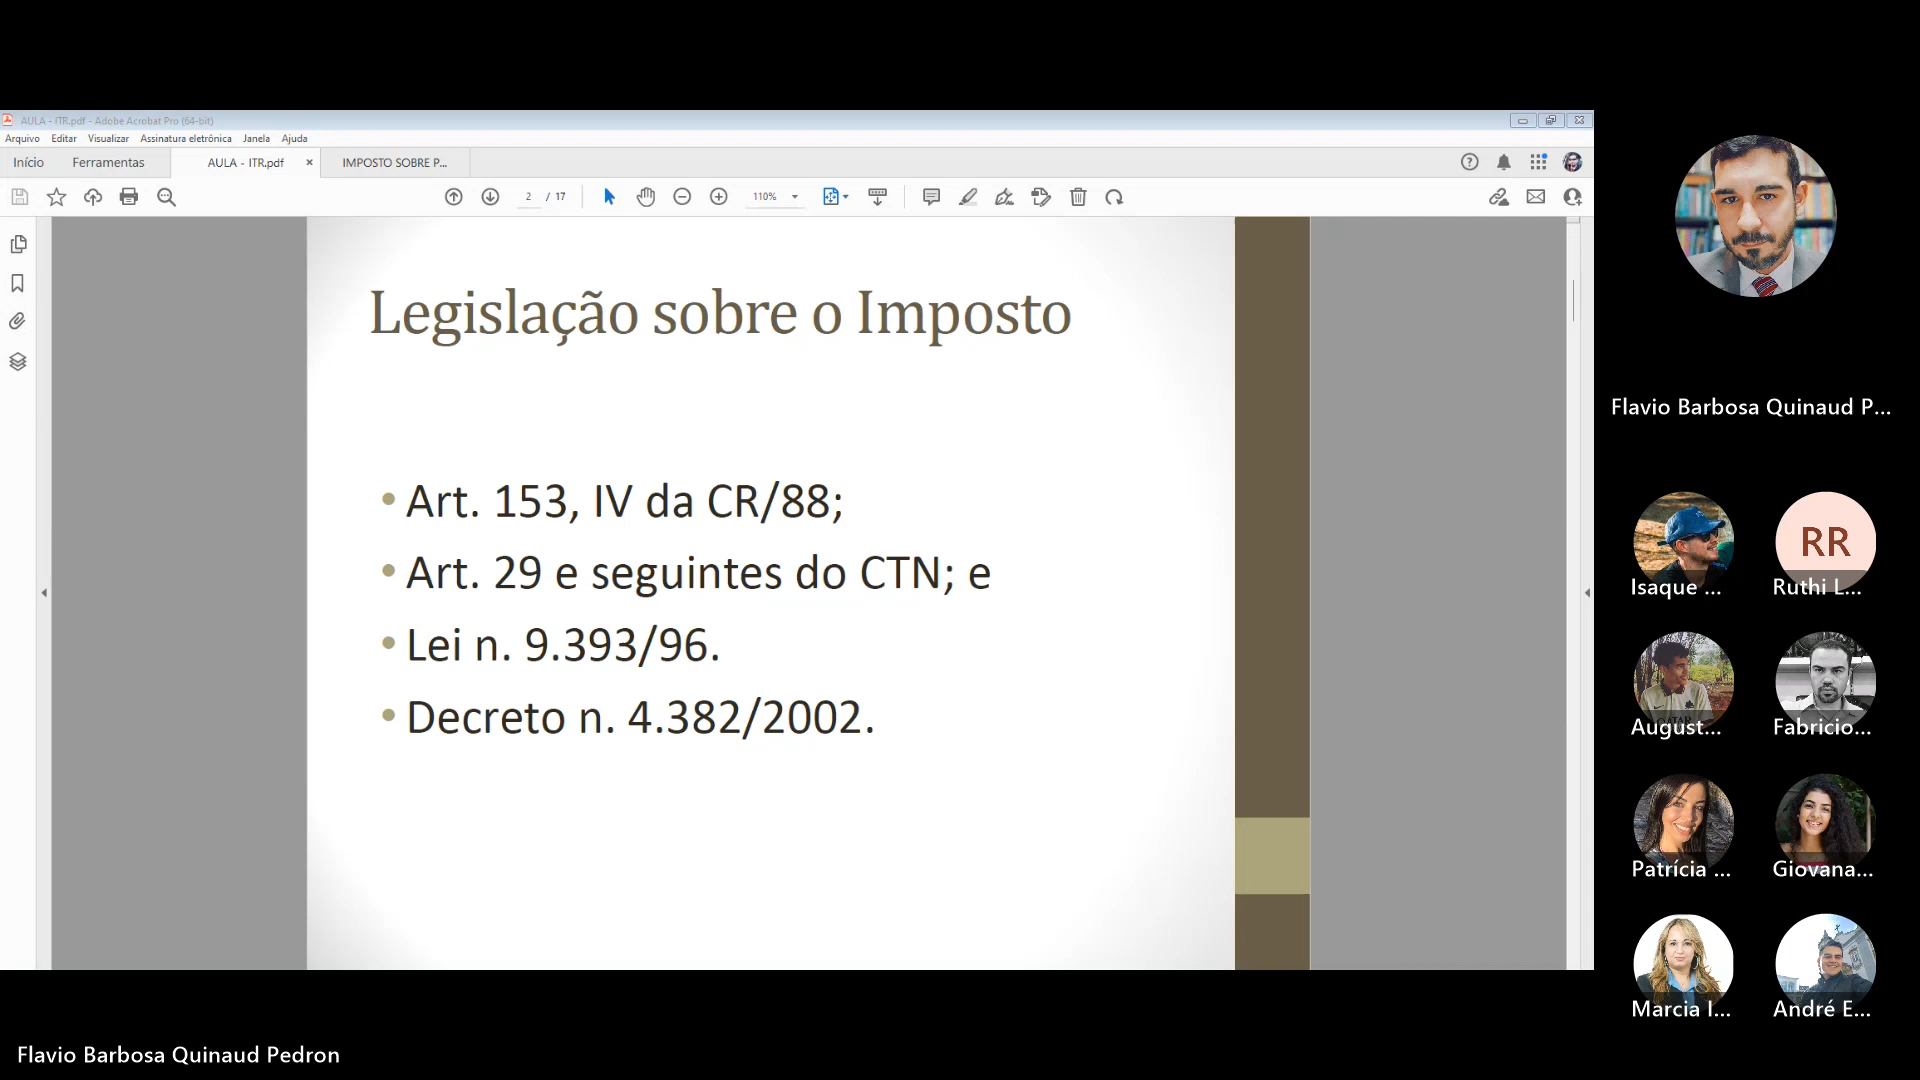 AULA - ITR.pdf - Adobe Acrobat Pro (64-bit)
Arquivo Editar Visualizar Assinatura eletrônica Janela Ajuda
Início Ferramentas AULA - ITR.pdf × IMPOSTO SOBRE P...
2 / 17 110%
Legislação sobre o Imposto
• Art. 153, IV da CR/88;
• Art. 29 e seguintes do CTN; e
• Lei n. 9.393/96.
• Decreto n. 4.382/2002.
Flavio Barbosa Quinaud P...
RR
Isaque ... Ruthi L...
August... Fabricio...
Patrícia ... Giovana...
Marcia I... André E...
Flavio Barbosa Quinaud Pedron